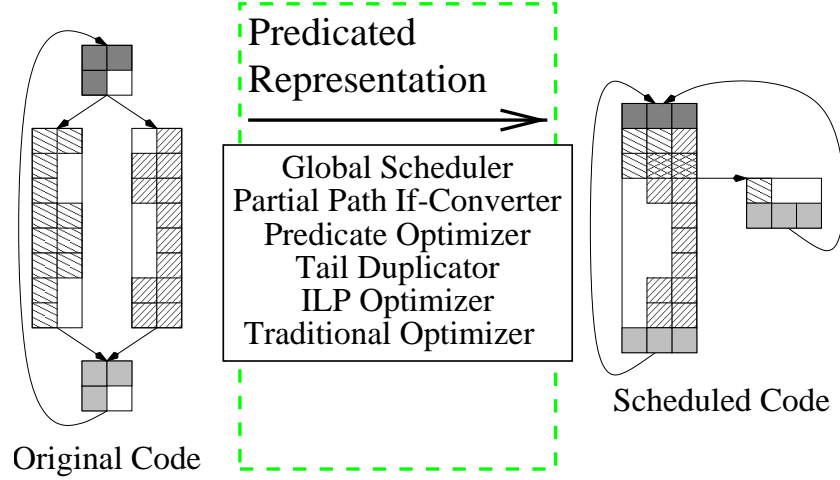 Predicated
Representation
Global Scheduler
Partial Path If-Converter
Predicate Optimizer
Tail Duplicator
ILP Optimizer
Traditional Optimizer
Scheduled Code
Original Code